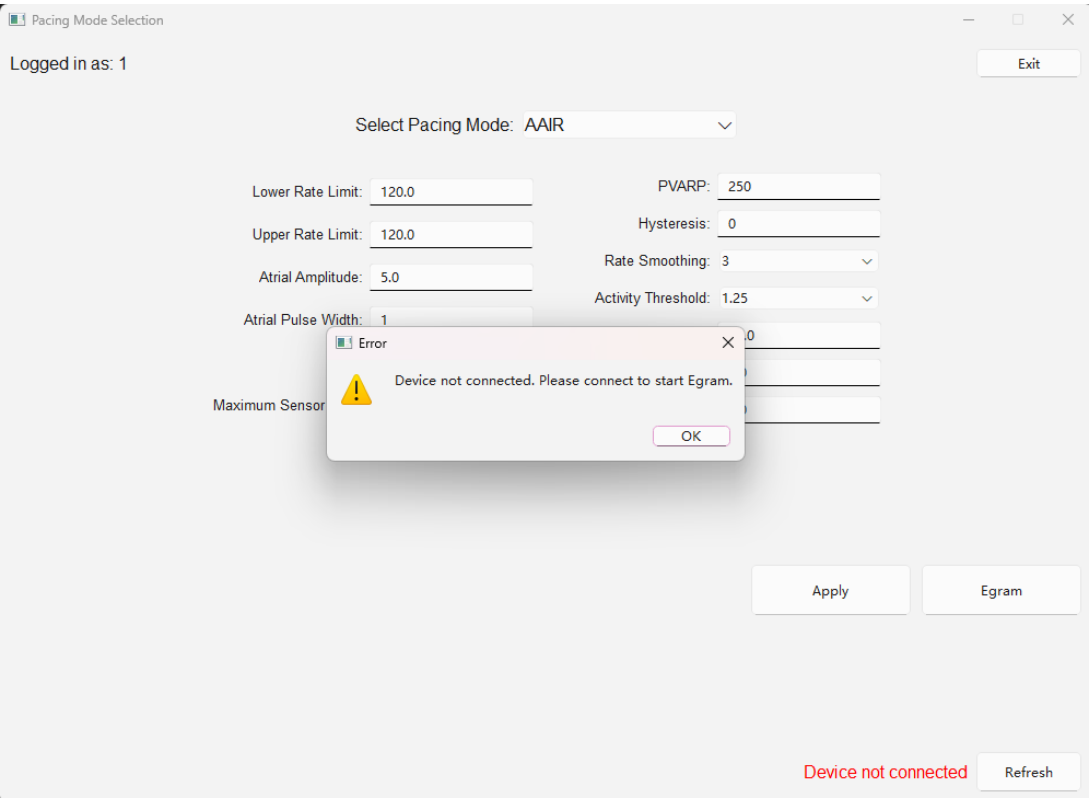 Pacing Mode Selection
Logged in as: 1
Exit
Select Pacing Mode: AAIR
Lower Rate Limit: 120.0
Upper Rate Limit: 120.0
Atrial Amplitude: 5.0
Atrial Pulse Width: 1
Maximum Sensor
PVARP: 250
Hysteresis: 0
Rate Smoothing: 3
Activity Threshold: 1.25
.0
Error
Device not connected. Please connect to start Egram.
OK
Apply
Egram
Device not connected
Refresh